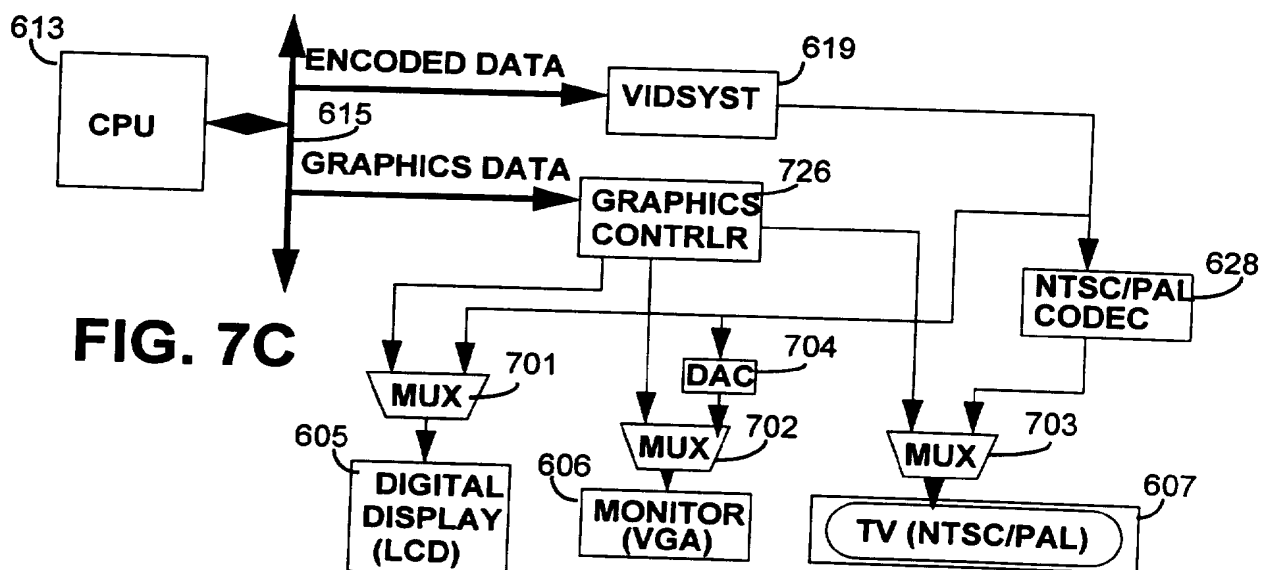 613
CPU
ENCODED DATA
615
GRAPHICS DATA
619
VIDSYST
726
GRAPHICS
CONTRLR
628
NTSC/PAL
CODEC
FIG. 7C
701
MUX
704
DAC
702
MUX
703
MUX
605
DIGITAL
DISPLAY
(LCD)
606
MONITOR
(VGA)
607
TV (NTSC/PAL)